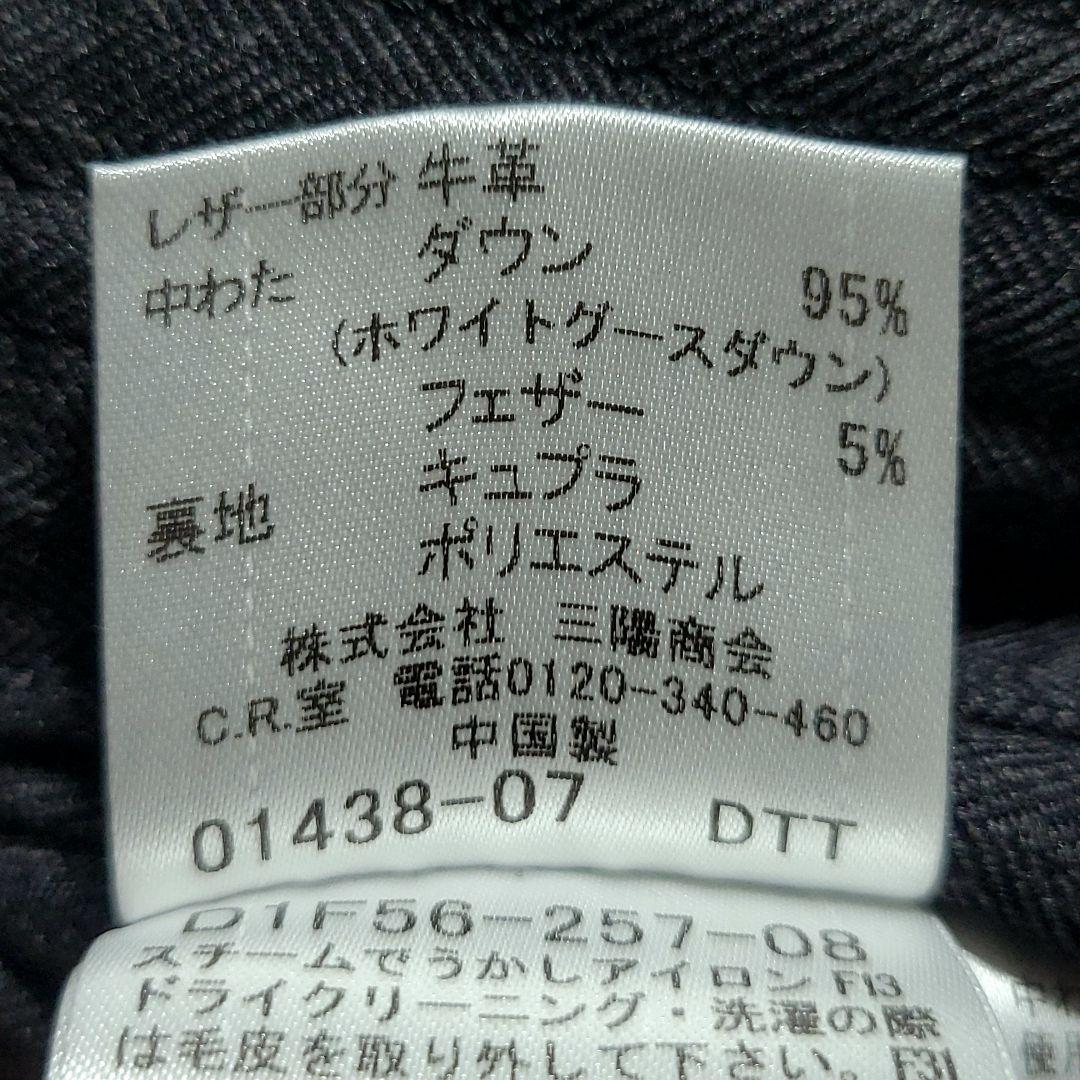 レザー部分 牛革
中わた ダウン 95%
(ホワイトグースダウン)
フェザー 5%
裏地 キュプラ
ポリエステル
株式会社 三陽商会
C.R.室 電話0120-340-460
中国製
01438-07 DTT
D1F56-257-08
スチームでうかしアイロン F13
ドライクリーニング・洗濯の際
は毛皮を取り外して下さい。F31